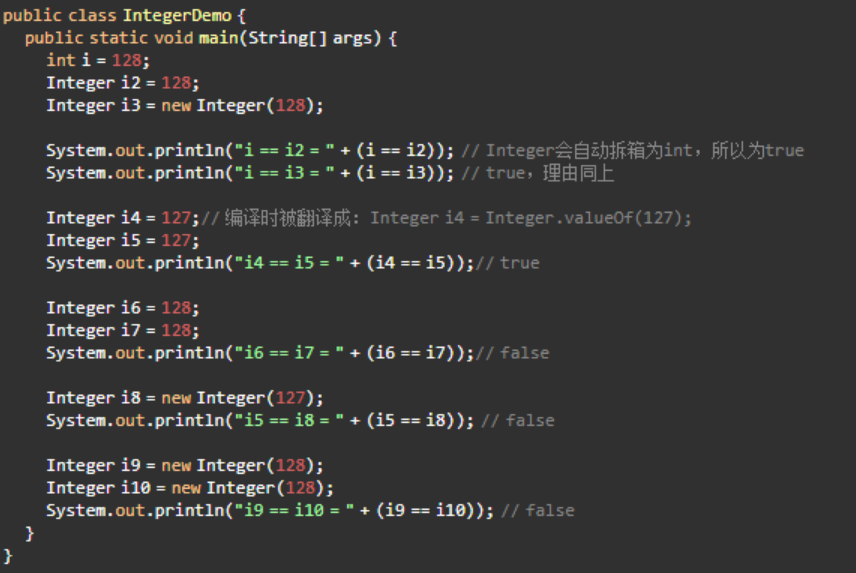 public class IntegerDemo {
public static void main(String[] args) {
int i = 128;
Integer i2 = 128;
Integer i3 = new Integer(128);
System.out.println("i == i2 = " + (i == i2)); // Integer会自动拆箱为int，所以为true
System.out.println("i == i3 = " + (i == i3)); // true，理由同上
Integer i4 = 127;// 编译时被翻译成：Integer i4 = Integer.valueOf(127);
Integer i5 = 127;
System.out.println("i4 == i5 = " + (i4 == i5));// true
Integer i6 = 128;
Integer i7 = 128;
System.out.println("i6 == i7 = " + (i6 == i7));// false
Integer i8 = new Integer(127);
System.out.println("i5 == i8 = " + (i5 == i8)); // false
Integer i9 = new Integer(128);
Integer i10 = new Integer(128);
System.out.println("i9 == i10 = " + (i9 == i10)); // false
}
}